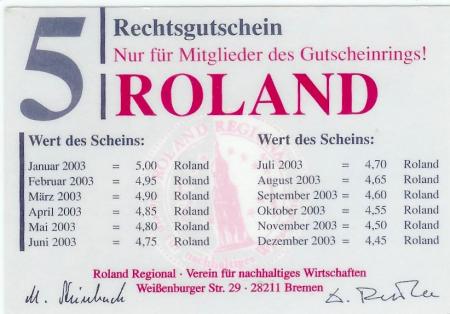 5
Rechtsgutschein
Nur für Mitglieder des Gutscheinrings!
ROLAND
Wert des Scheins:
Januar 2003 = 5,00 Roland
Februar 2003 = 4,95 Roland
März 2003 = 4,90 Roland
April 2003 = 4,85 Roland
Mai 2003 = 4,80 Roland
Juni 2003 = 4,75 Roland
Wert des Scheins:
Juli 2003 = 4,70 Roland
August 2003 = 4,65 Roland
September 2003 = 4,60 Roland
Oktober 2003 = 4,55 Roland
November 2003 = 4,50 Roland
Dezember 2003 = 4,45 Roland
ROLAND REGIONAL
nachhaltiges
Roland Regional · Verein für nachhaltiges Wirtschaften
Weißenburger Str. 29 · 28211 Bremen